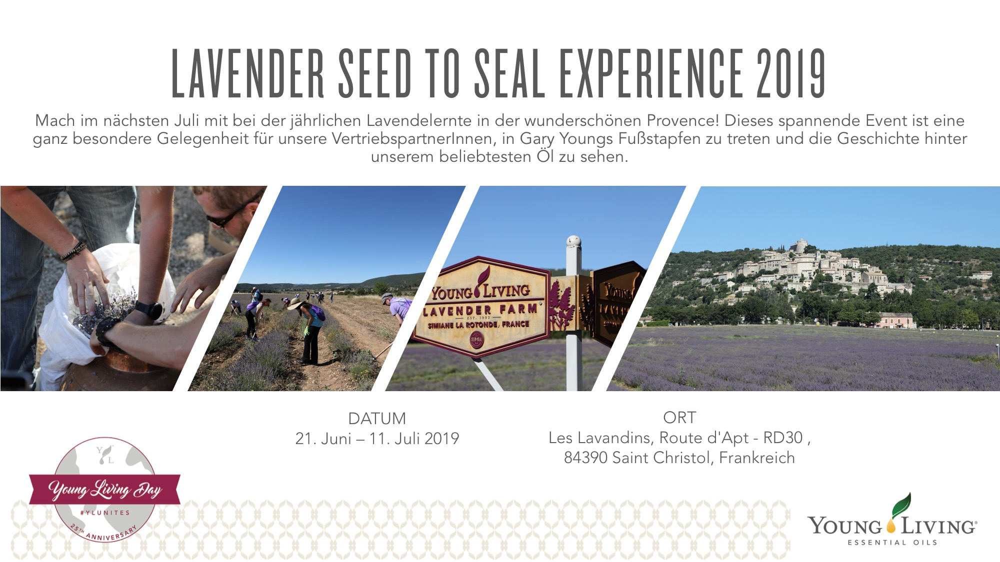 LAVENDER SEED TO SEAL EXPERIENCE 2019
Mach im nächsten Juli mit bei der jährlichen Lavendelernte in der wunderschönen Provence! Dieses spannende Event ist eine
ganz besondere Gelegenheit für unsere VertriebspartnerInnen, in Gary Youngs Fußstapfen zu treten und die Geschichte hinter
unserem beliebtesten Öl zu sehen.
YOUNG LIVING
LAVENDER FARM
EST. 1992
SIMIANE LA ROTONDE, FRANCE
SEED TO SEAL
YOUNG
DATUM
21. Juni – 11. Juli 2019
ORT
Les Lavandins, Route d'Apt - RD30 ,
84390 Saint Christol, Frankreich
Y L
Young Living Day
#YLUNITES
25TH ANNIVERSARY
YOUNG LIVING®
ESSENTIAL OILS